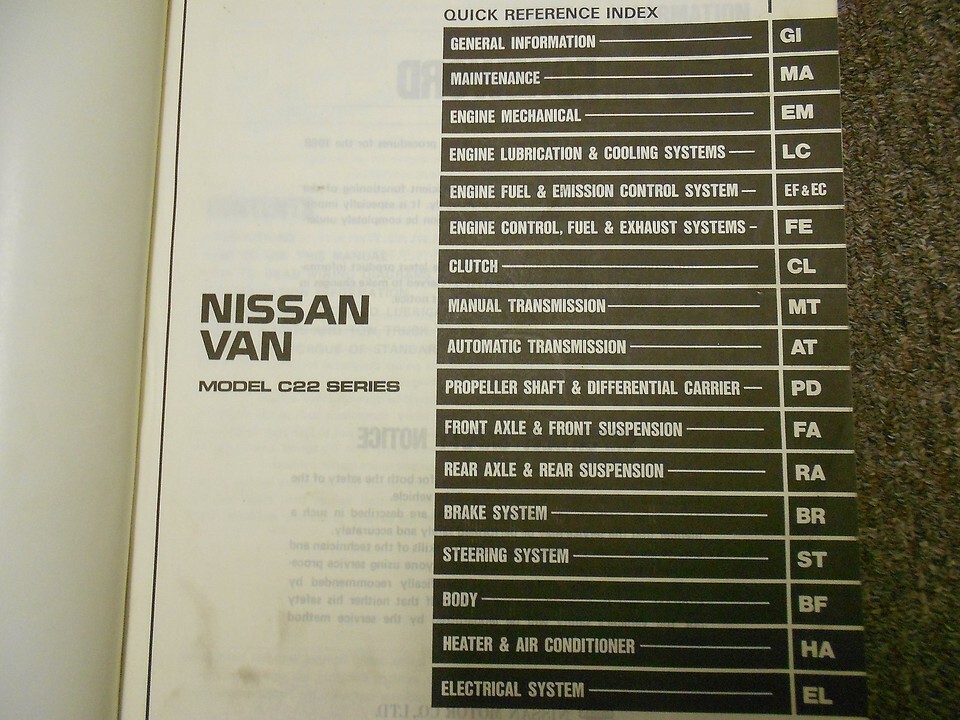 QUICK REFERENCE INDEX
GENERAL INFORMATION GI
MAINTENANCE MA
ENGINE MECHANICAL EM
ENGINE LUBRICATION & COOLING SYSTEMS LC
ENGINE FUEL & EMISSION CONTROL SYSTEM EF & EC
ENGINE CONTROL, FUEL & EXHAUST SYSTEMS FE
CLUTCH CL
MANUAL TRANSMISSION MT
AUTOMATIC TRANSMISSION AT
PROPELLER SHAFT & DIFFERENTIAL CARRIER PD
FRONT AXLE & FRONT SUSPENSION FA
REAR AXLE & REAR SUSPENSION RA
BRAKE SYSTEM BR
STEERING SYSTEM ST
BODY BF
HEATER & AIR CONDITIONER HA
ELECTRICAL SYSTEM EL
NISSAN
VAN
MODEL C22 SERIES